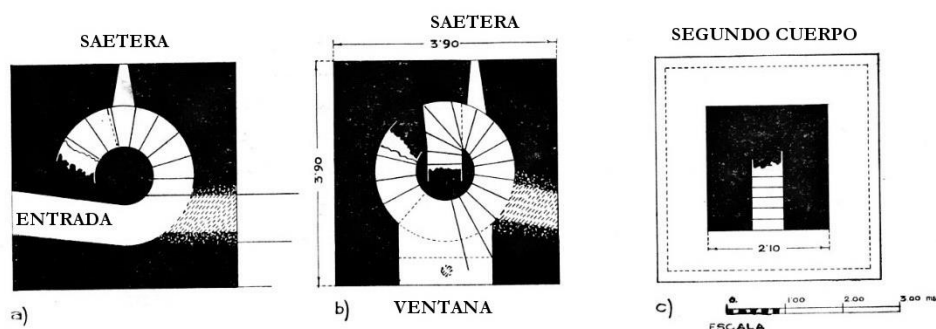 SAETERA
ENTRADA
a)
SAETERA
3'90
3'90
VENTANA
b)
SEGUNDO CUERPO
2'10
c)
0. 1'00 2'00 3.00 ms
ESCALA